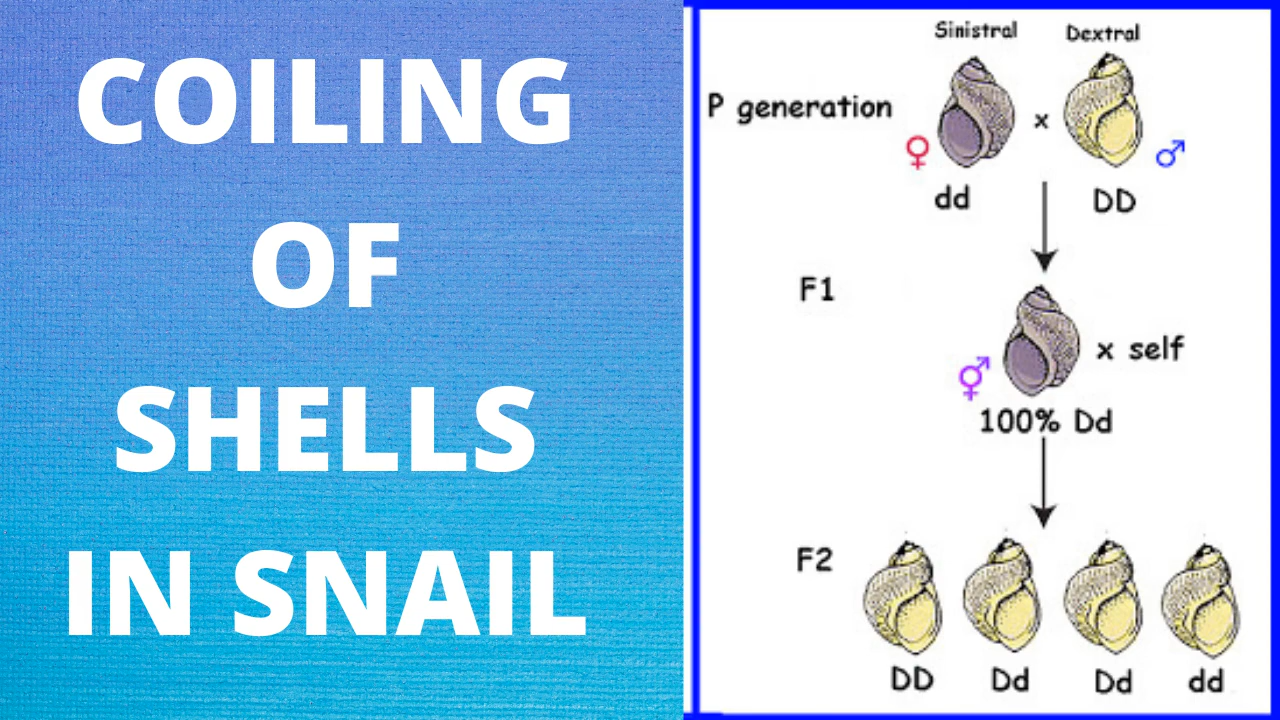 COILING
OF
SHELLS
IN SNAIL
Sinistral Dextral
P generation
x
♀ ♂
dd DD
F1
x self
⚥
100% Dd
F2
DD Dd Dd dd